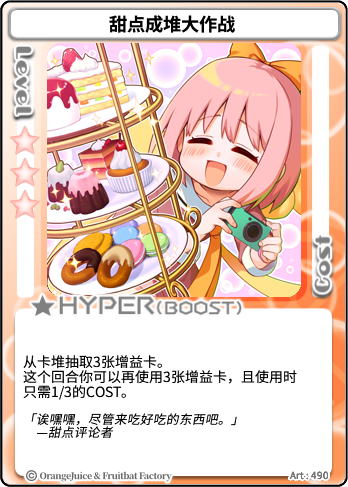 甜点成堆大作战
Level
Cost
HYPER(BOOST)
从卡堆抽取3张增益卡。
这个回合你可以再使用3张增益卡，且使用时
只需1/3的COST。
「诶嘿嘿，尽管来吃好吃的东西吧。」
—甜点评论者
© OrangeJuice & Fruitbat Factory
Art: 490